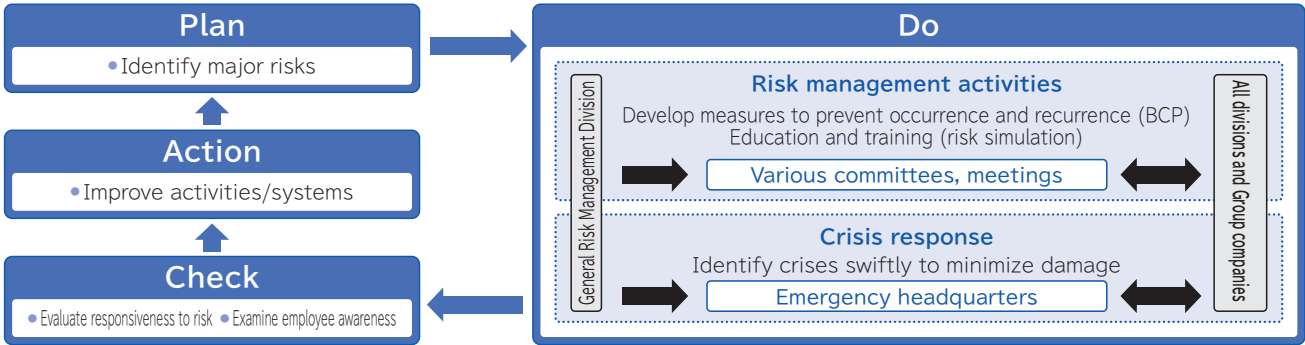 Plan
• Identify major risks
Action
• Improve activities/systems
Check
• Evaluate responsiveness to risk • Examine employee awareness
Do
General Risk Management Division
Risk management activities
Develop measures to prevent occurrence and recurrence (BCP)
Education and training (risk simulation)
Various committees, meetings
Crisis response
Identify crises swiftly to minimize damage
Emergency headquarters
All divisions and Group companies